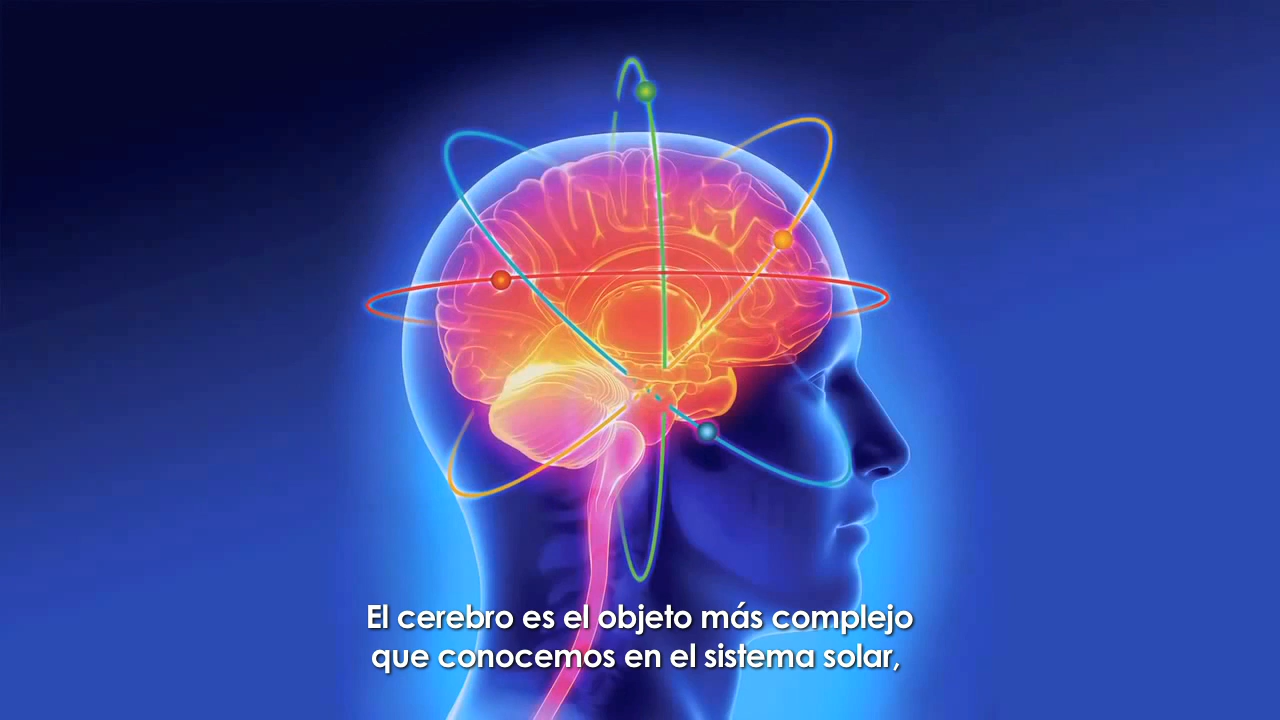 El cerebro es el objeto más complejo
que conocemos en el sistema solar,